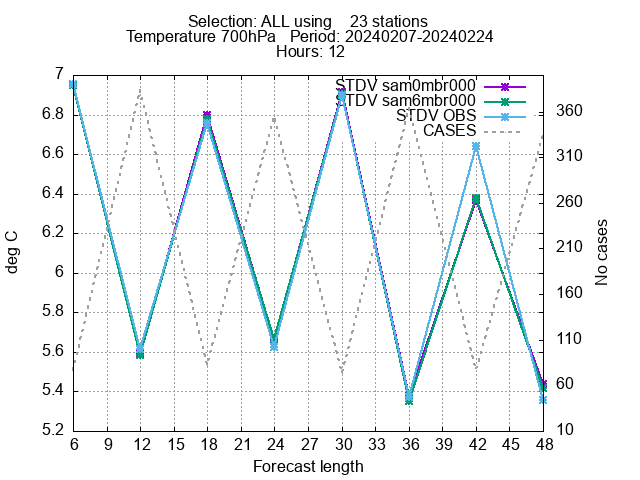 Selection: ALL using 23 stations
Temperature 700hPa Period: 20240207-20240224
Hours: 12
STDV sam0mbr000
STDV sam6mbr000
STDV OBS
CASES
deg C
7
6.8
6.6
6.4
6.2
6
5.8
5.6
5.4
5.2
No cases
360
310
260
210
160
110
60
10
6 9 12 15 18 21 24 27 30 33 36 39 42 45 48
Forecast length